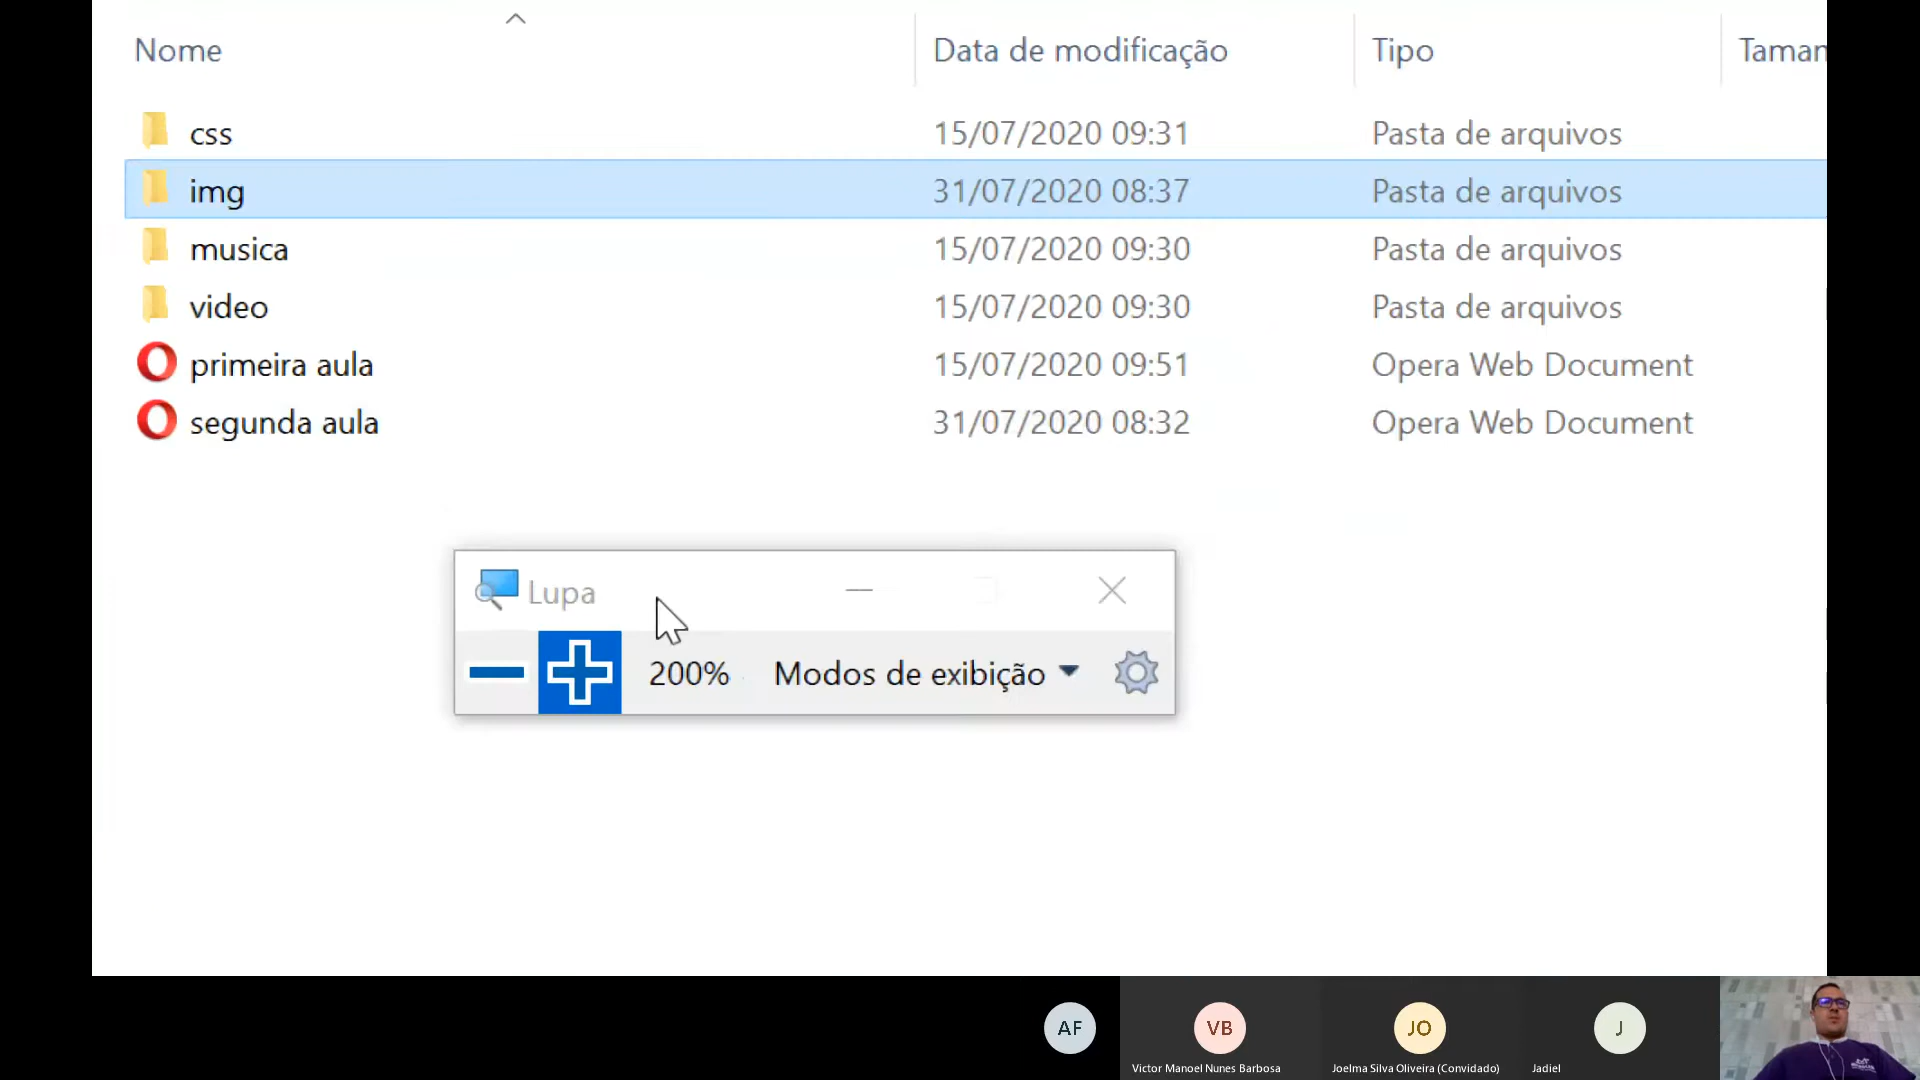 Nome Data de modificação Tipo Taman
css 15/07/2020 09:31 Pasta de arquivos
img 31/07/2020 08:37 Pasta de arquivos
musica 15/07/2020 09:30 Pasta de arquivos
video 15/07/2020 09:30 Pasta de arquivos
primeira aula 15/07/2020 09:51 Opera Web Document
segunda aula 31/07/2020 08:32 Opera Web Document
Lupa
200% Modos de exibição
AF VB JO J
Victor Manoel Nunes Barbosa Joelma Silva Oliveira (Convidado) Jadiel